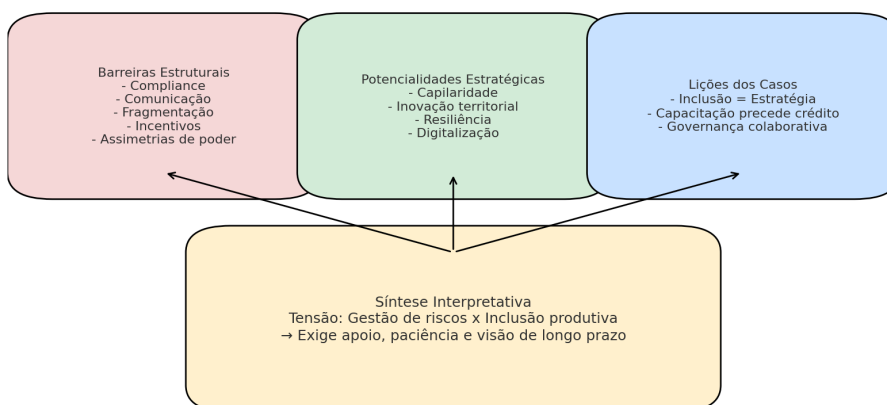 Barreiras Estruturais
- Compliance
- Comunicação
- Fragmentação
- Incentivos
- Assimetrias de poder
Potencialidades Estratégicas
- Capilaridade
- Inovação territorial
- Resiliência
- Digitalização
Lições dos Casos
- Inclusão = Estratégia
- Capacitação precede crédito
- Governança colaborativa
Síntese Interpretativa
Tensão: Gestão de riscos x Inclusão produtiva
→ Exige apoio, paciência e visão de longo prazo